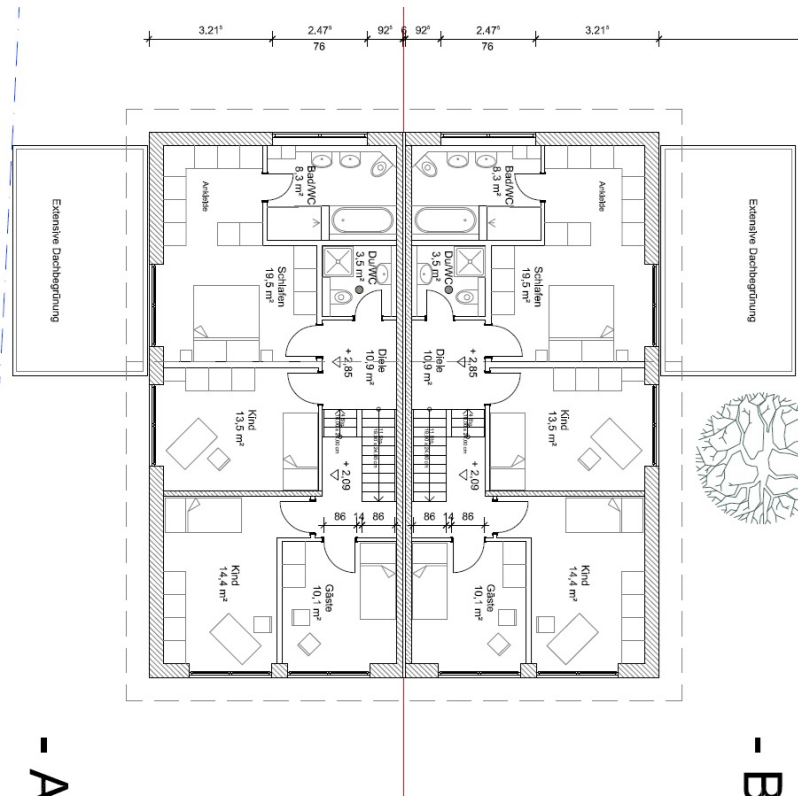 3.21⁵ 2.47⁵ 92⁵ 6 92⁵ 2.47⁵ 3.21⁵
76 76
Bad/WC
8,3 m²
Bad/WC
8,3 m²
Ankleide
Ankleide
Extensive Dachbegrünung
Extensive Dachbegrünung
Du/WC
3,5 m²
Du/WC
3,5 m²
Schlafen
19,5 m²
Schlafen
19,5 m²
Diele
10,9 m²
+ 2,85
Diele
10,9 m²
+ 2,85
Kind
13,5 m²
Kind
13,5 m²
+ 2,09
+ 2,09
86 14 86 86 14 86
Kind
14,4 m²
Gäste
10,1 m²
Gäste
10,1 m²
Kind
14,4 m²
- A
- B